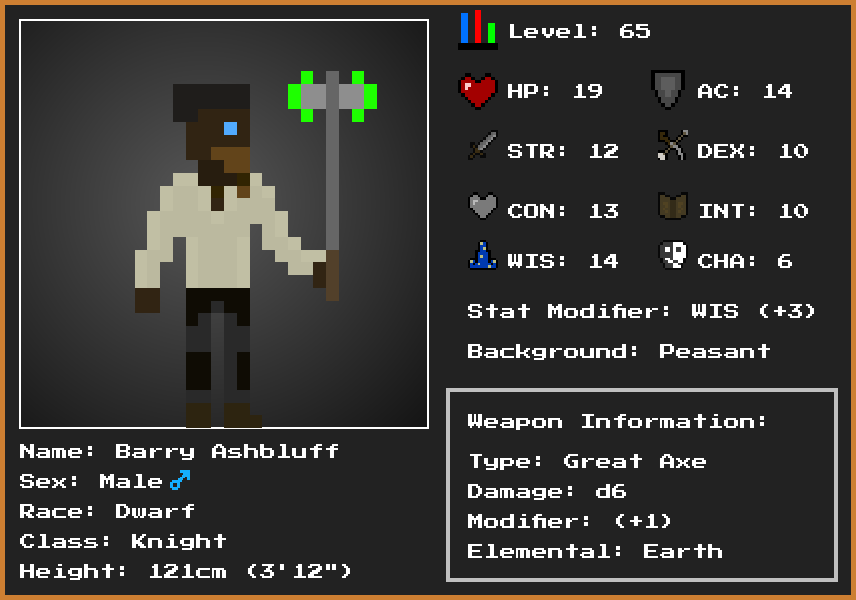 Level: 65
HP: 19
AC: 14
STR: 12
DEX: 10
CON: 13
INT: 10
WIS: 14
CHA: 6
Stat Modifier: WIS (+3)
Background: Peasant
Weapon Information:
Type: Great Axe
Damage: d6
Modifier: (+1)
Elemental: Earth
Name: Barry Ashbluff
Sex: Male♂
Race: Dwarf
Class: Knight
Height: 121cm (3'12")